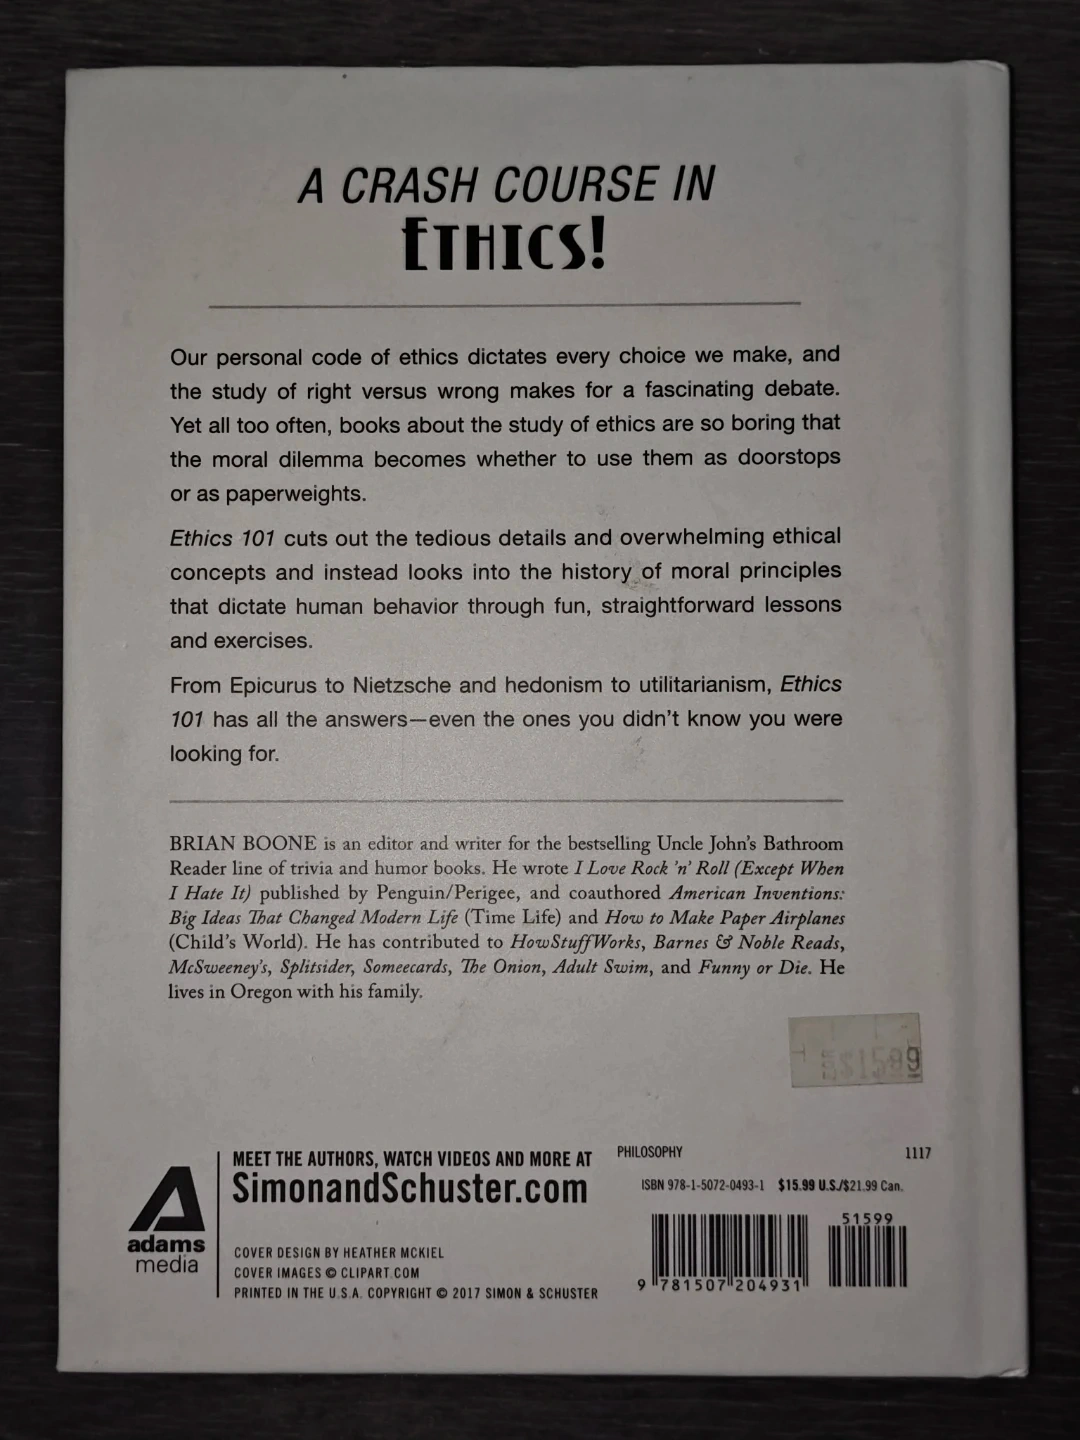 A CRASH COURSE IN
ETHICS!
Our personal code of ethics dictates every choice we make, and
the study of right versus wrong makes for a fascinating debate.
Yet all too often, books about the study of ethics are so boring that
the moral dilemma becomes whether to use them as doorstops
or as paperweights.
Ethics 101 cuts out the tedious details and overwhelming ethical
concepts and instead looks into the history of moral principles
that dictate human behavior through fun, straightforward lessons
and exercises.
From Epicurus to Nietzsche and hedonism to utilitarianism, Ethics
101 has all the answers—even the ones you didn't know you were
looking for.
BRIAN BOONE is an editor and writer for the bestselling Uncle John's Bathroom
Reader line of trivia and humor books. He wrote I Love Rock 'n' Roll (Except When
I Hate It) published by Penguin/Perigee, and coauthored American Inventions:
Big Ideas That Changed Modern Life (Time Life) and How to Make Paper Airplanes
(Child's World). He has contributed to HowStuffWorks, Barnes & Noble Reads,
McSweeney's, Splitsider, Someecards, The Onion, Adult Swim, and Funny or Die. He
lives in Oregon with his family.
adams
media
MEET THE AUTHORS, WATCH VIDEOS AND MORE AT
SimonandSchuster.com
COVER DESIGN BY HEATHER MCKIEL
COVER IMAGES © CLIPART.COM
PRINTED IN THE U.S.A. COPYRIGHT © 2017 SIMON & SCHUSTER
PHILOSOPHY 1117
ISBN 978-1-5072-0493-1 $15.99 U.S./$21.99 Can.
51599
9 781507 204931